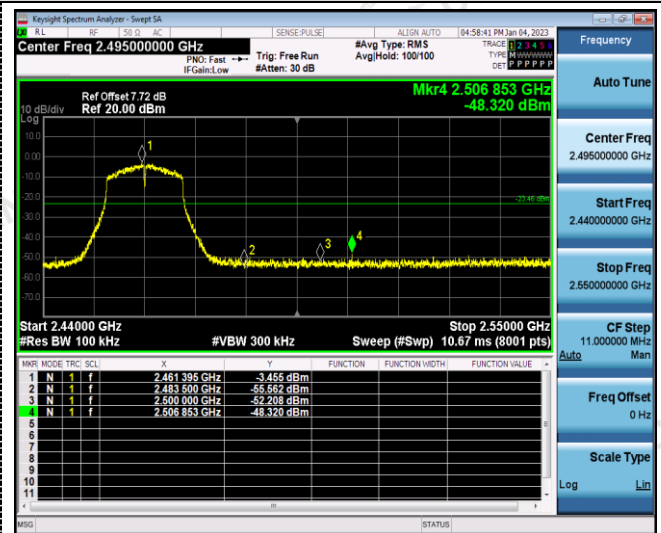 Keysight Spectrum Analyzer - Swept SA
RL RF 50 Ω AC SENSE:PULSE ALIGN AUTO 04:58:41 PM Jan 04, 2023
Center Freq 2.495000000 GHz
PNO: Fast
IFGain:Low
Trig: Free Run
#Atten: 30 dB
#Avg Type: RMS
Avg|Hold: 100/100
TRACE 1 2 3 4 5 6
TYPE M WWWWW
DET P P P P P P
Frequency
Auto Tune
Center Freq
2.495000000 GHz
Start Freq
2.440000000 GHz
Stop Freq
2.550000000 GHz
CF Step
11.000000 MHz
Auto Man
Freq Offset
0 Hz
Scale Type
Log Lin
Mkr4 2.506 853 GHz
-48.320 dBm
Ref Offset 7.72 dB
10 dB/div Ref 20.00 dBm
Log
10.0
0.00
-10.0
-20.0
-30.0
-40.0
-50.0
-60.0
-70.0
-23.46 dBm
1
2
3
4
Start 2.44000 GHz Stop 2.55000 GHz
#Res BW 100 kHz #VBW 300 kHz Sweep (#Swp) 10.67 ms (8001 pts)
MKR MODE TRC SCL X Y FUNCTION FUNCTION WIDTH FUNCTION VALUE
1 N 1 f 2.461 395 GHz -3.455 dBm
2 N 1 f 2.483 500 GHz -55.562 dBm
3 N 1 f 2.500 000 GHz -52.208 dBm
4 N 1 f 2.506 853 GHz -48.320 dBm
5
6
7
8
9
10
11
MSG STATUS